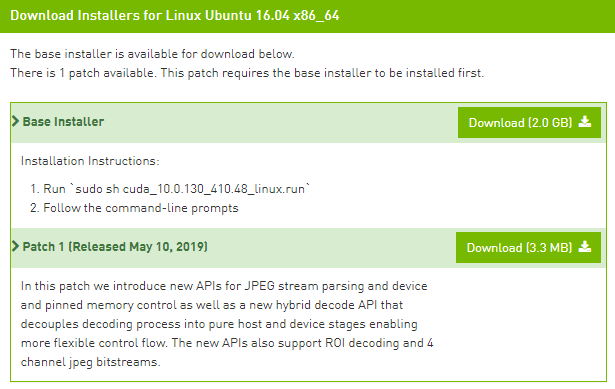 Download Installers for Linux Ubuntu 16.04 x86_64
The base installer is available for download below.
There is 1 patch available. This patch requires the base installer to be installed first.
Base Installer
Download (2.0 GB)
Installation Instructions:
1. Run `sudo sh cuda_10.0.130_410.48_linux.run`
2. Follow the command-line prompts
Patch 1 (Released May 10, 2019)
Download (3.3 MB)
In this patch we introduce new APIs for JPEG stream parsing and device
and pinned memory control as well as a new hybrid decode API that
decouples decoding process into pure host and device stages enabling
more flexible control flow. The new APIs also support ROI decoding and 4
channel jpeg bitstreams.